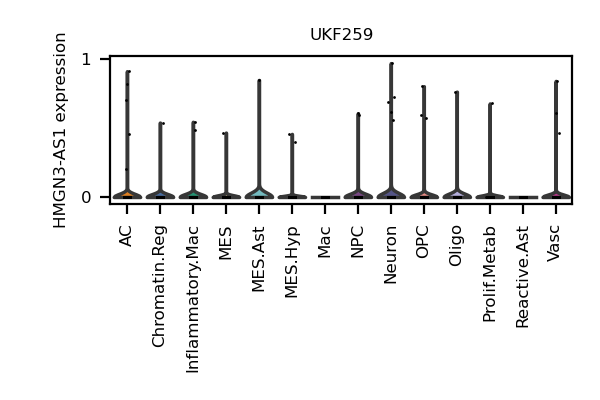 UKF259
HMGN3-AS1 expression
1
0
AC
Chromatin.Reg
Inflammatory.Mac
MES
MES.Ast
MES.Hyp
Mac
NPC
Neuron
OPC
Oligo
Prolif.Metab
Reactive.Ast
Vasc